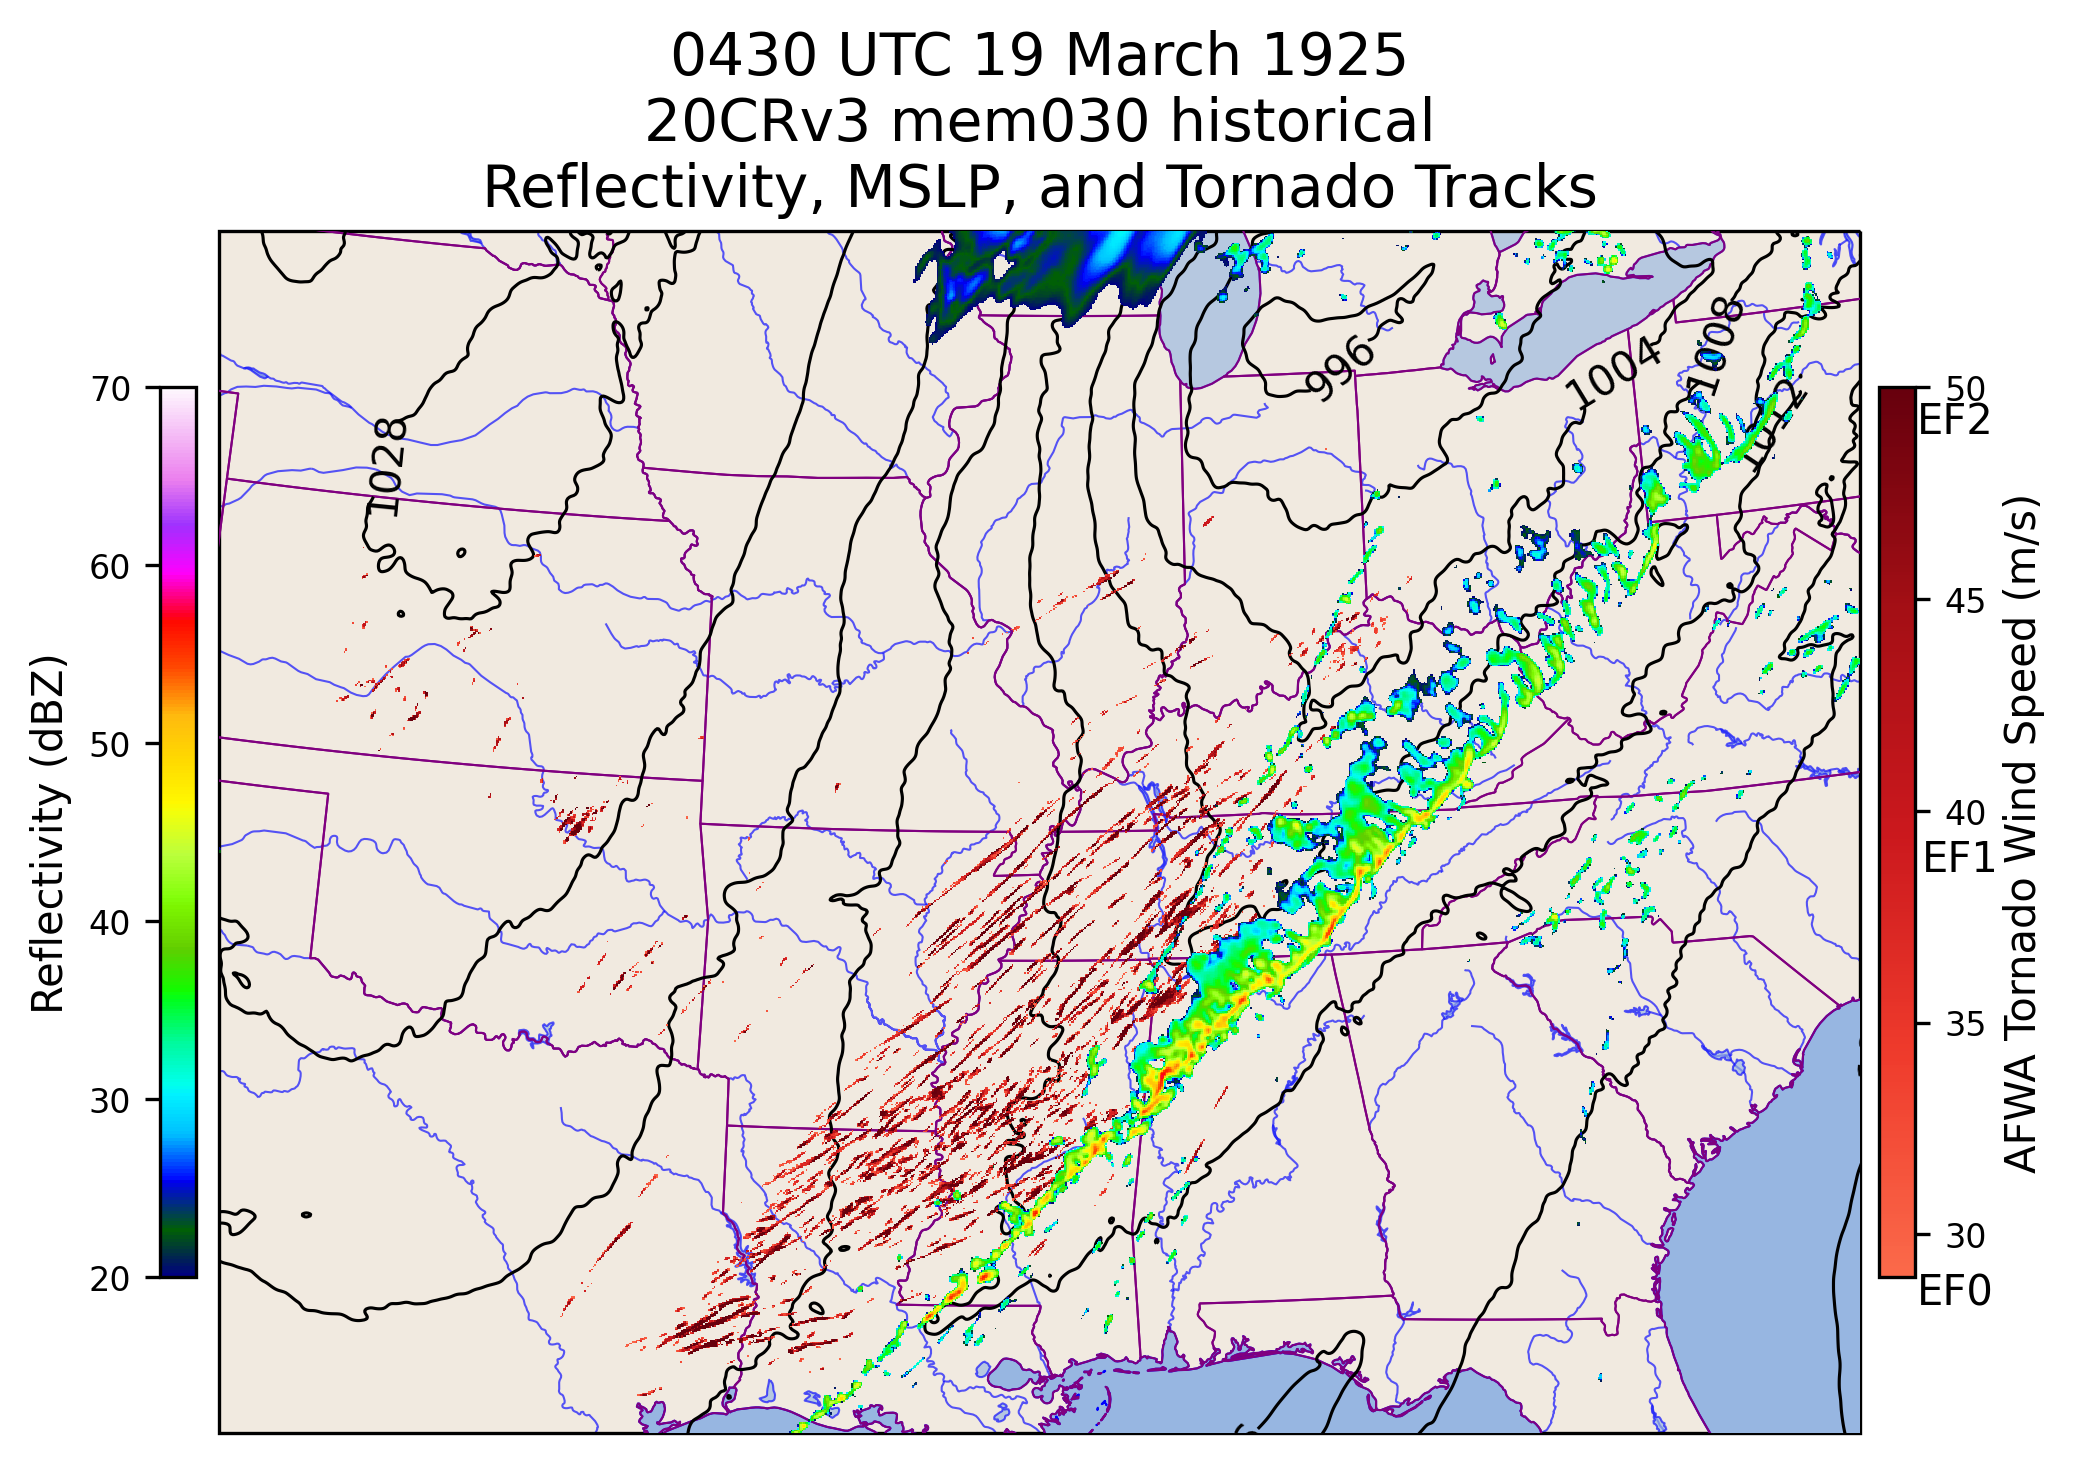 0430 UTC 19 March 1925
20CRv3 mem030 historical
Reflectivity, MSLP, and Tornado Tracks
Reflectivity (dBZ)
70
60
50
40
30
20
1028
996
1004
1008
1012
50
EF2
45
40
EF1
35
30
EF0
AFWA Tornado Wind Speed (m/s)